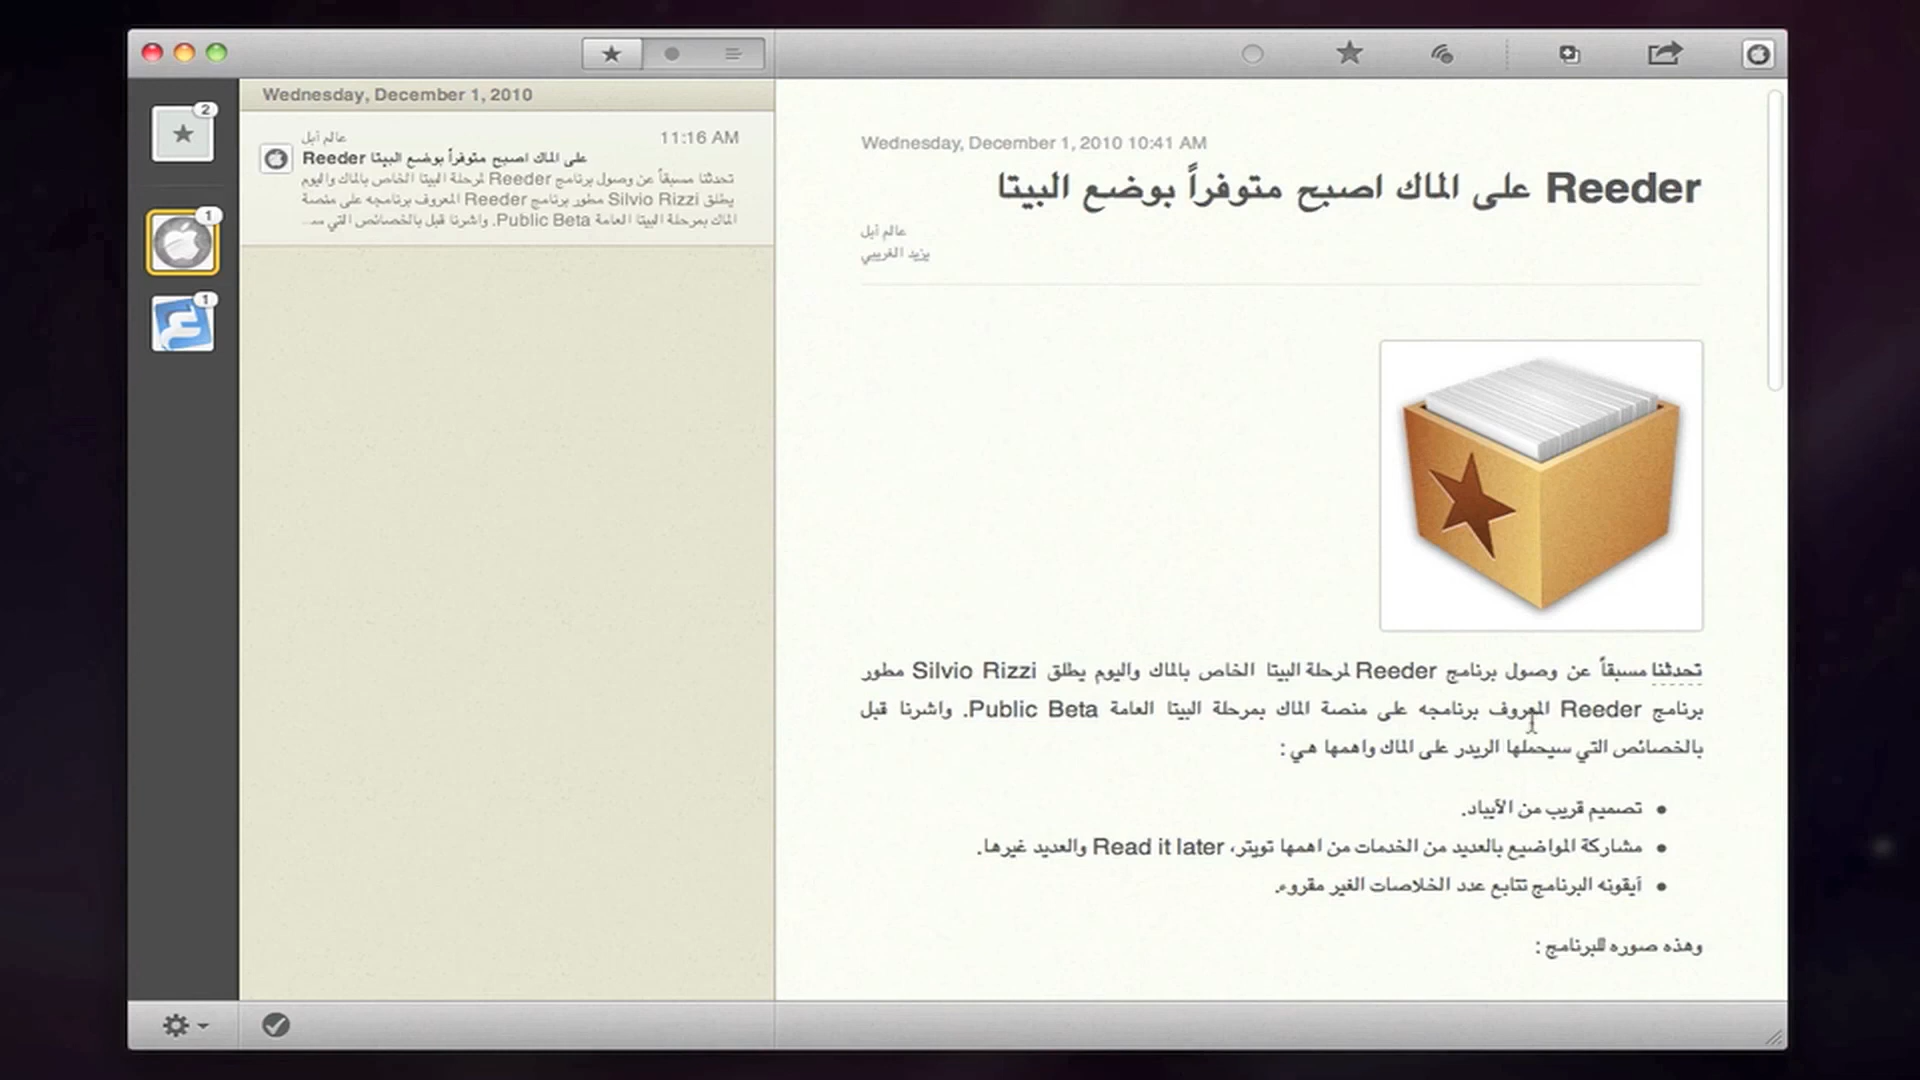 2
1
1
Wednesday, December 1, 2010
عالم أبل
11:16 AM
Reeder على الماك اصبح متوفراً بوضع البيتا
تحدثنا مسبقاً عن وصول برنامج Reeder لمرحلة البيتا الخاص بالماك واليوم
يطلق Silvio Rizzi مطور برنامج Reeder المعروف برنامجه على منصة
الماك بمرحلة البيتا العامة Public Beta. واشرنا قبل بالخصائص التي سـ...
Wednesday, December 1, 2010 10:41 AM
Reeder على الماك اصبح متوفراً بوضع البيتا
عالم أبل
يزيد الغريبي
تحدثنا مسبقاً عن وصول برنامج Reeder لمرحلة البيتا الخاص بالماك واليوم يطلق Silvio Rizzi مطور
برنامج Reeder المعروف برنامجه على منصة الماك بمرحلة البيتا العامة Public Beta. واشرنا قبل
بالخصائص التي سيحملها الريدر على الماك واهمها هي :
• تصميم قريب من الآيباد.
• مشاركة المواضيع بالعديد من الخدمات من اهمها تويتر، Read it later والعديد غيرها.
• أيقونه البرنامج تتابع عدد الخلاصات الغير مقروء.
وهذه صوره للبرنامج :